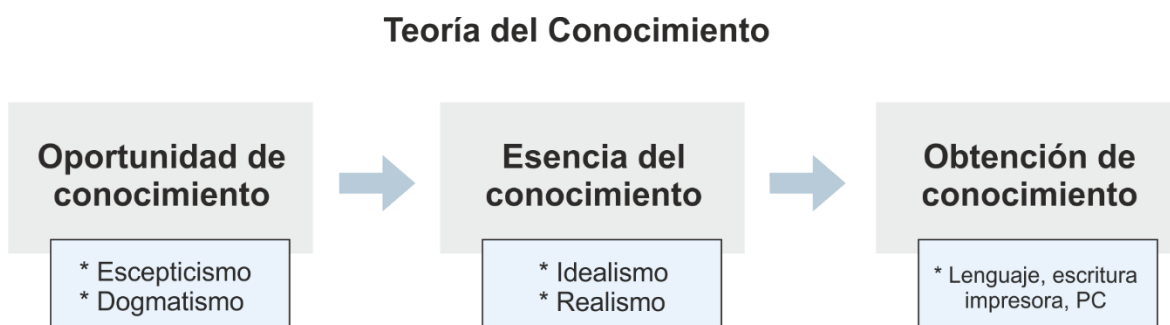 Teoría del Conocimiento
Oportunidad de
conocimiento
Esencia del
conocimiento
Obtención de
conocimiento
* Escepticismo
* Dogmatismo
* Idealismo
* Realismo
* Lenguaje, escritura
impresora, PC